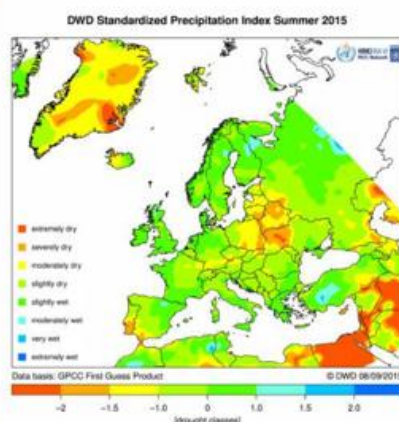 DWD Standardized Precipitation Index Summer 2015
extremely dry
severely dry
moderately dry
slightly dry
slightly wet
moderately wet
very wet
extremely wet
Data basis: GPCC First Guess Product
© DWD 08/09/2015
-2
-1.5
-1.0
0
1.0
1.5
2.0
[drought classes]